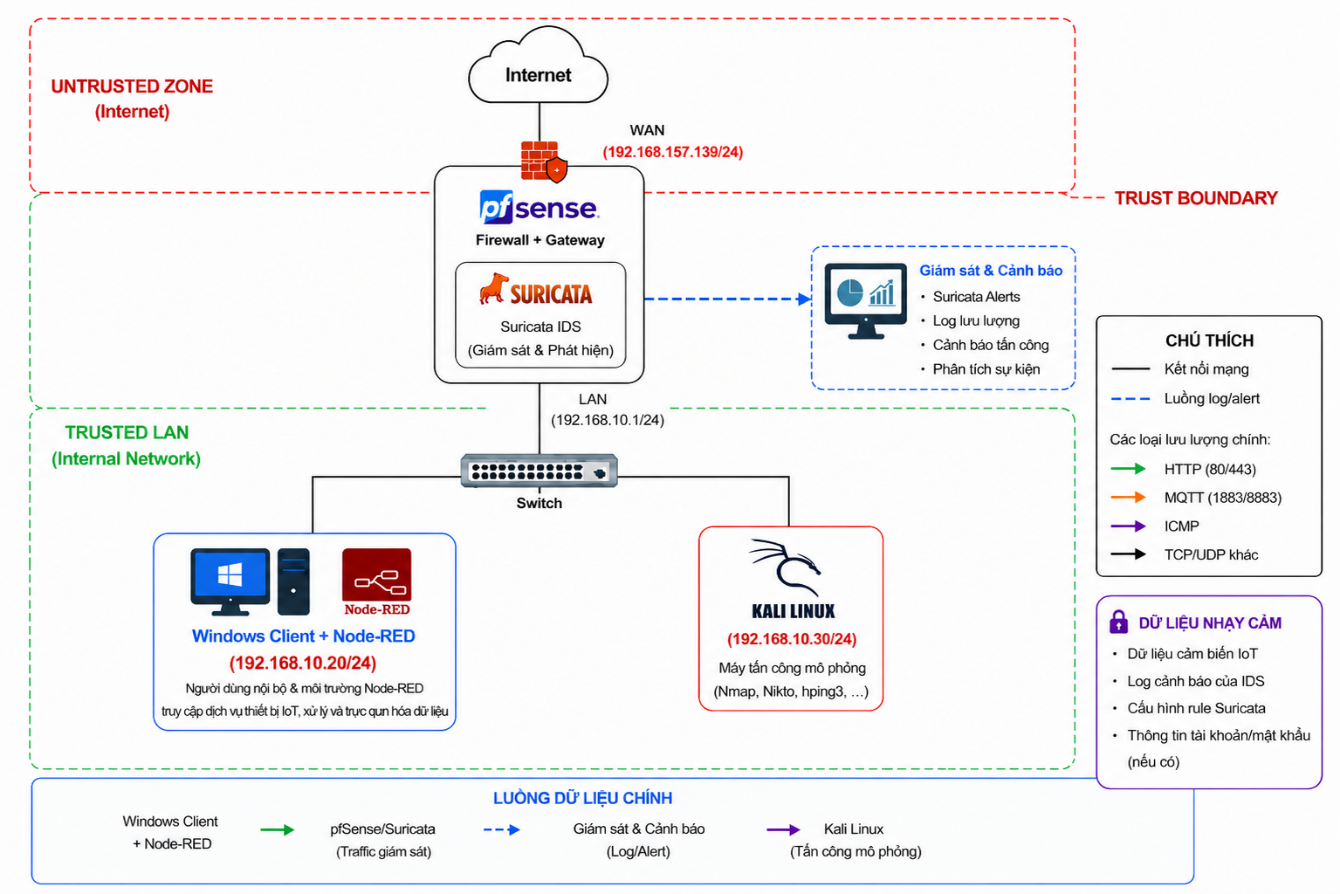 Internet
UNTRUSTED ZONE
(Internet)
WAN
(192.168.157.139/24)
TRUST BOUNDARY
pfsense.
Firewall + Gateway
SURICATA
Suricata IDS
(Giám sát & Phát hiện)
Giám sát & Cảnh báo
• Suricata Alerts
• Log lưu lượng
• Cảnh báo tấn công
• Phân tích sự kiện
LAN
(192.168.10.1/24)
TRUSTED LAN
(Internal Network)
Switch
Node-RED
Windows Client + Node-RED
(192.168.10.20/24)
Người dùng nội bộ & môi trường Node-RED
truy cập dịch vụ thiết bị IoT, xử lý và trực qun hóa dữ liệu
KALI LINUX
(192.168.10.30/24)
Máy tấn công mô phỏng
(Nmap, Nikto, hping3, ...)
CHÚ THÍCH
Kết nối mạng
Luồng log/alert
Các loại lưu lượng chính:
HTTP (80/443)
MQTT (1883/8883)
ICMP
TCP/UDP khác
DỮ LIỆU NHẠY CẢM
• Dữ liệu cảm biến IoT
• Log cảnh báo của IDS
• Cấu hình rule Suricata
• Thông tin tài khoản/mật khẩu
(nếu có)
LUỒNG DỮ LIỆU CHÍNH
Windows Client
+ Node-RED
pfSense/Suricata
(Traffic giám sát)
Giám sát & Cảnh báo
(Log/Alert)
Kali Linux
(Tấn công mô phỏng)